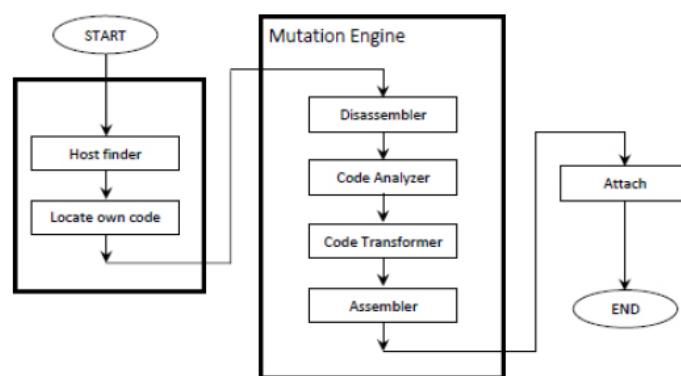 START
Host finder
Locate own code
Mutation Engine
Disassembler
Code Analyzer
Code Transformer
Assembler
Attach
END